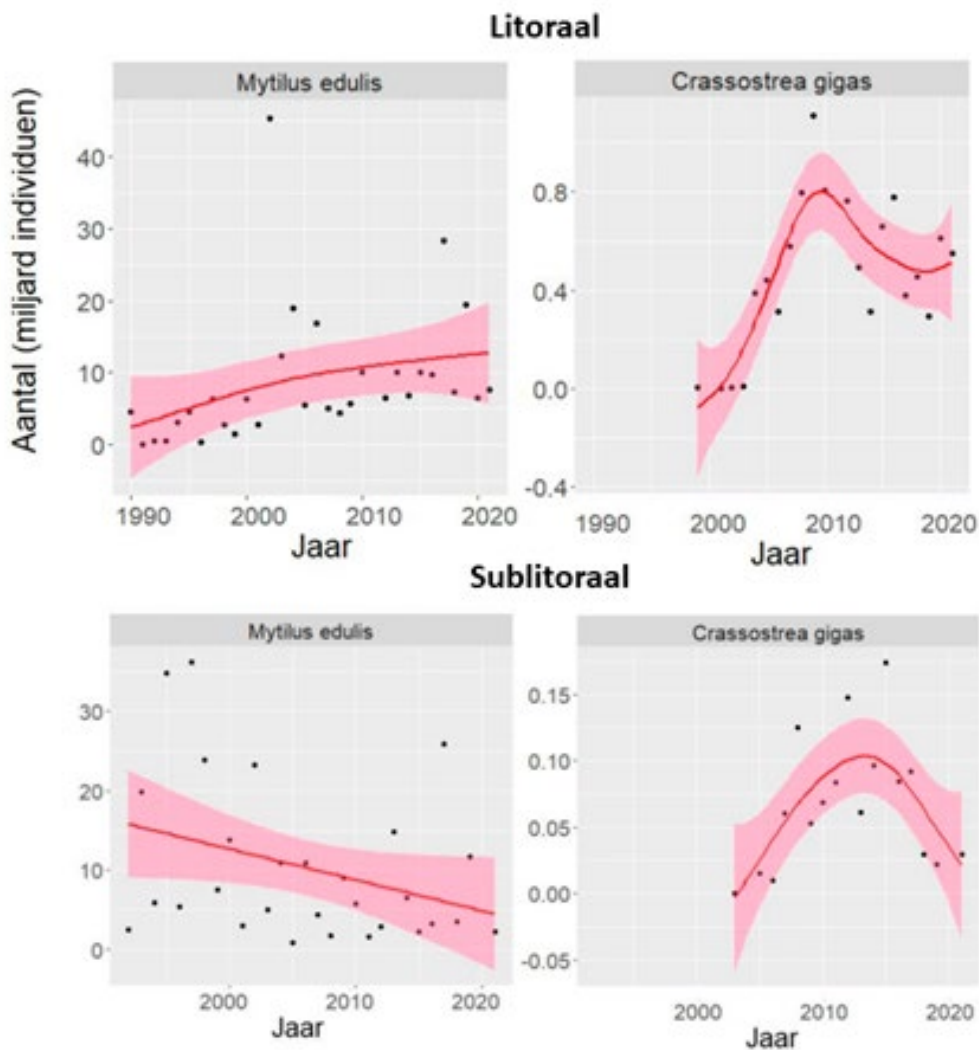 Litoraal
Aantal (miljard individuen)
Mytilus edulis
40
30
20
10
0
1990 2000 2010 2020
Jaar
Crassostrea gigas
0.8
0.4
0.0
-0.4
1990 2000 2010 2020
Jaar
Sublitoraal
Mytilus edulis
30
20
10
0
2000 2010 2020
Jaar
Crassostrea gigas
0.15
0.10
0.05
0.00
-0.05
2000 2010 2020
Jaar